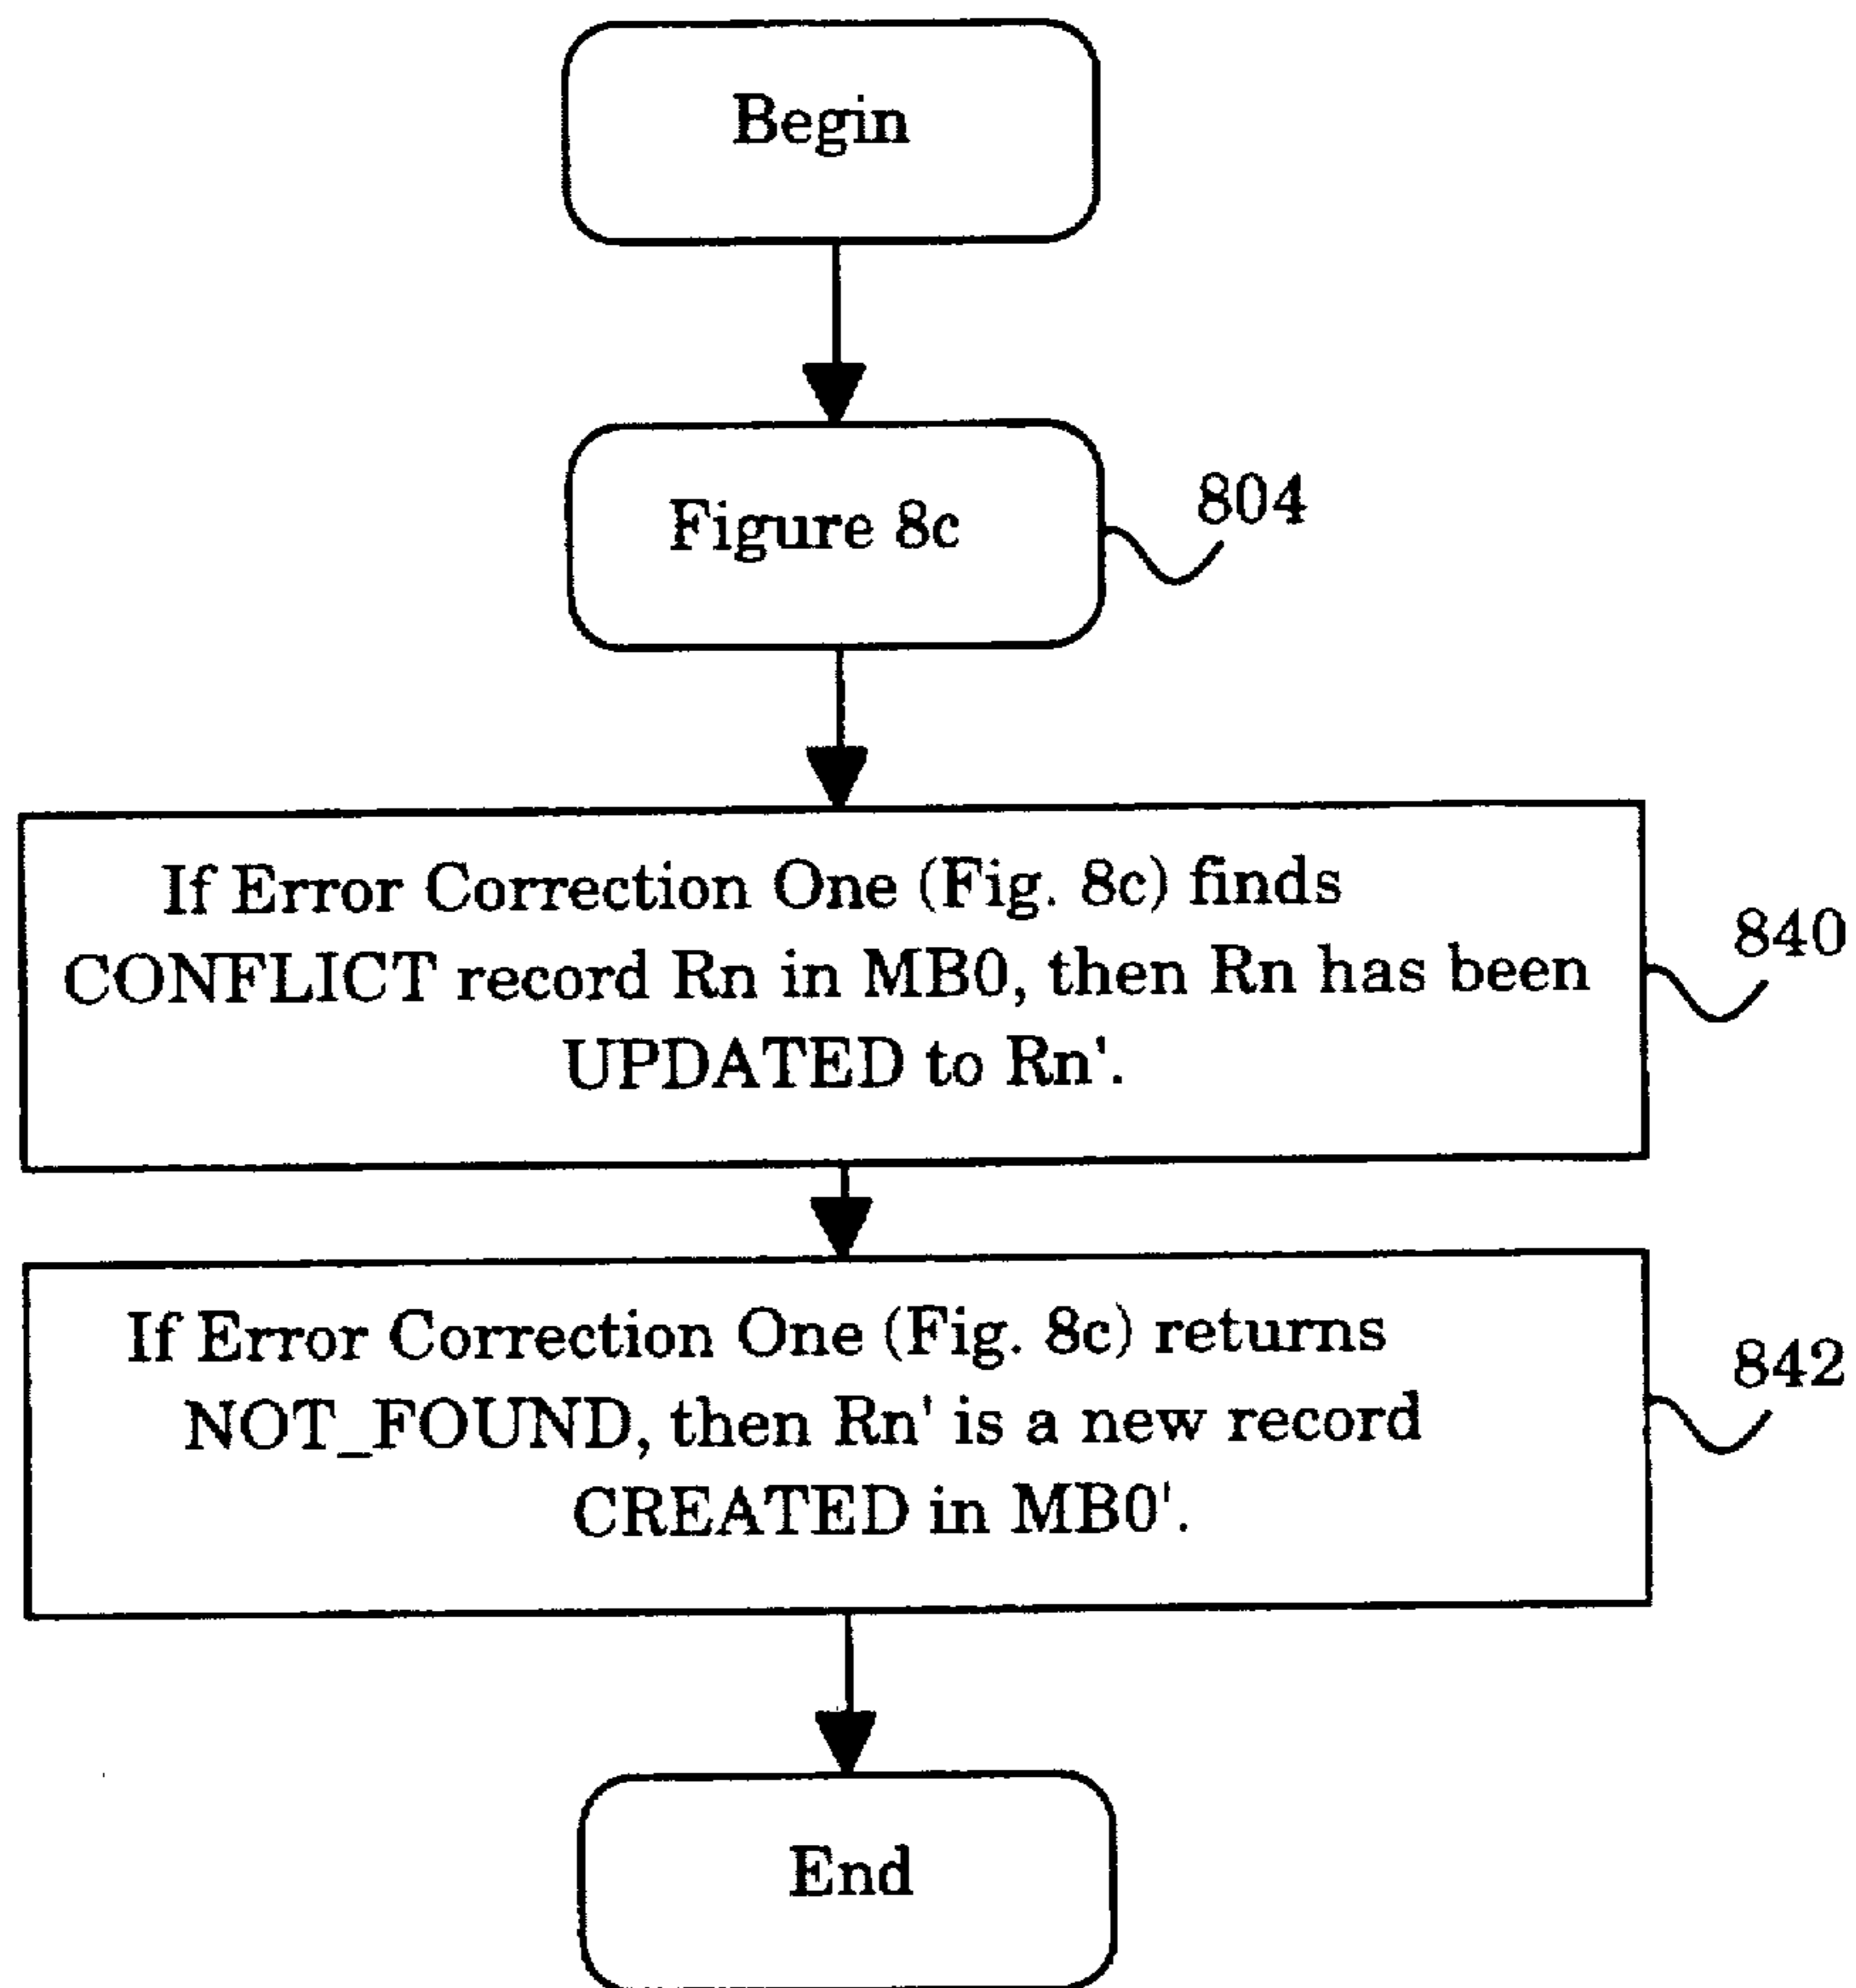 Begin
Figure 8c
804
If Error Correction One (Fig. 8c) finds
CONFLICT record Rn in MB0, then Rn has been
UPDATED to Rn'.
840
If Error Correction One (Fig. 8c) returns
NOT_FOUND, then Rn' is a new record
CREATED in MB0'.
842
End